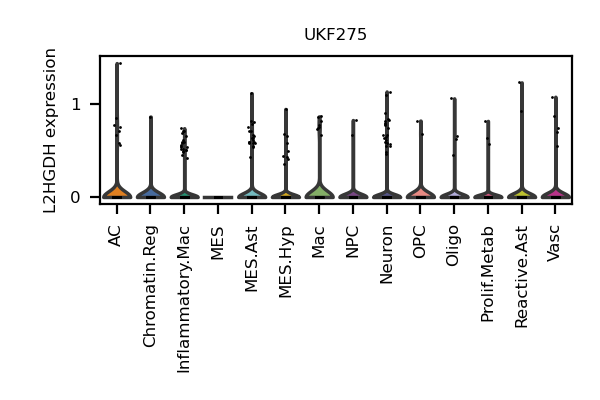 UKF275
L2HGDH expression
1
0
AC
Chromatin.Reg
Inflammatory.Mac
MES
MES.Ast
MES.Hyp
Mac
NPC
Neuron
OPC
Oligo
Prolif.Metab
Reactive.Ast
Vasc